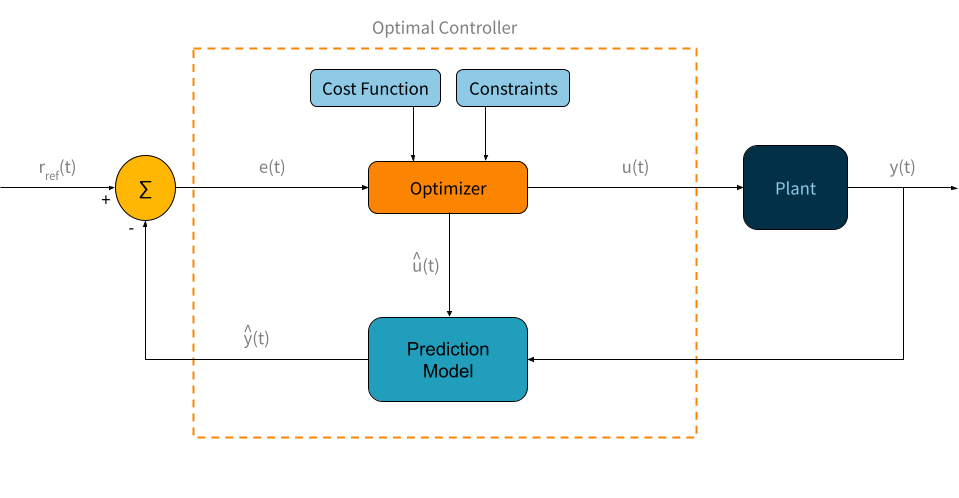 Optimal Controller
Cost Function
Constraints
r_ref(t)
+
Σ
-
e(t)
Optimizer
u(t)
Plant
y(t)
û(t)
ŷ(t)
Prediction
Model